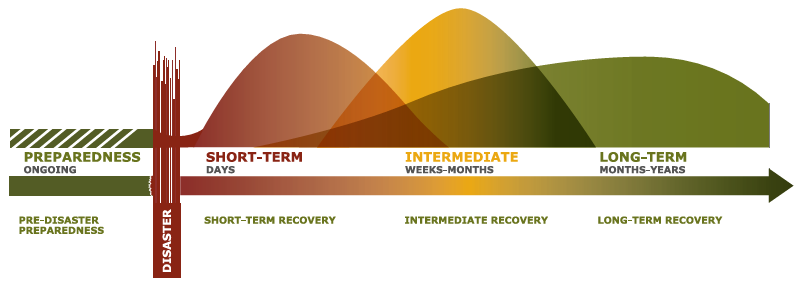 PREPAREDNESS
ONGOING
SHORT-TERM
DAYS
INTERMEDIATE
WEEKS-MONTHS
LONG-TERM
MONTHS-YEARS
PRE-DISASTER
PREPAREDNESS
DISASTER
SHORT-TERM RECOVERY
INTERMEDIATE RECOVERY
LONG-TERM RECOVERY